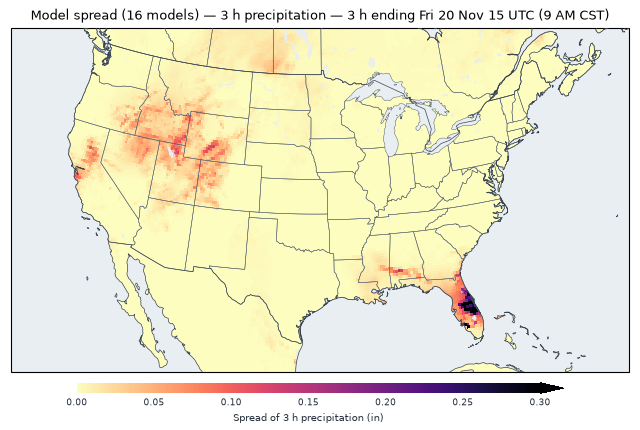 Model spread (16 models) — 3 h precipitation — 3 h ending Fri 20 Nov 15 UTC (9 AM CST)
0.00 0.05 0.10 0.15 0.20 0.25 0.30
Spread of 3 h precipitation (in)